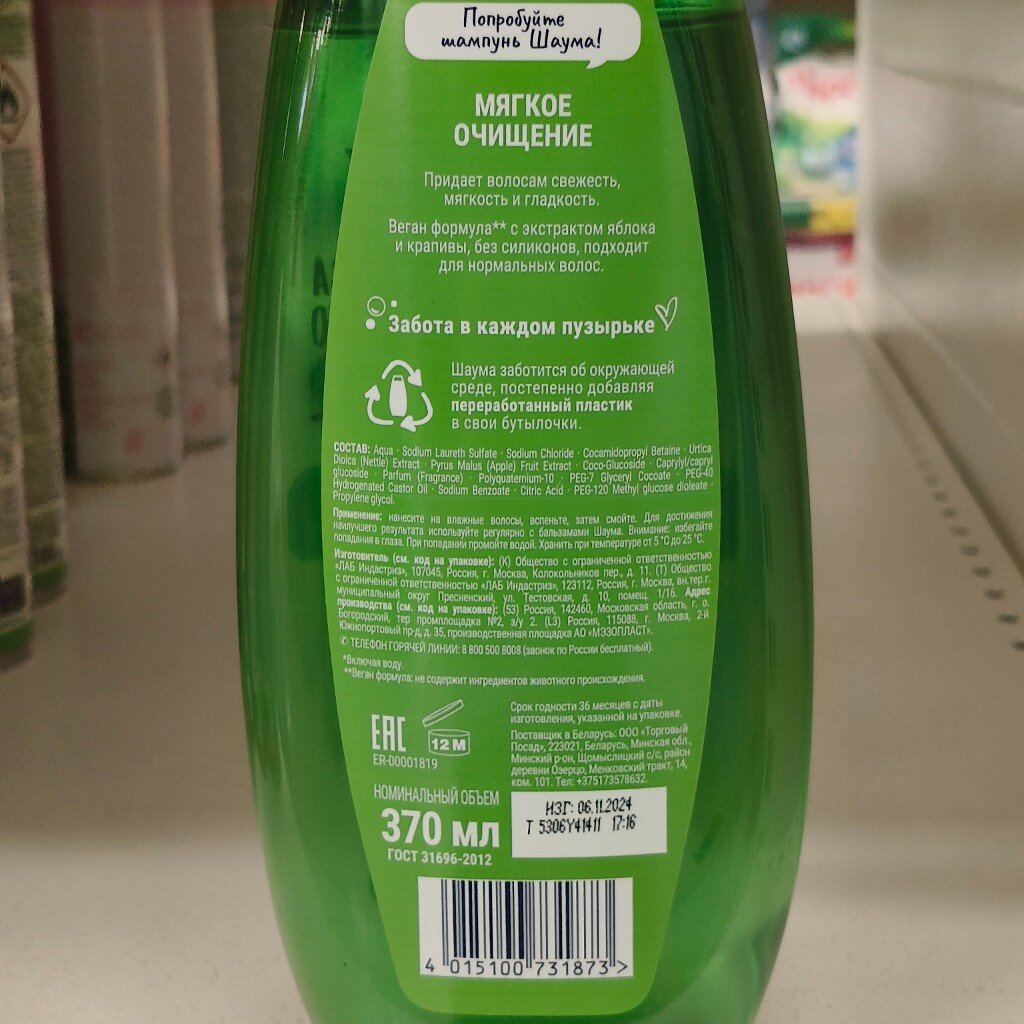 Попробуйте
шампунь Шаума!
МЯГКОЕ
ОЧИЩЕНИЕ
Придает волосам свежесть,
мягкость и гладкость.
Веган формула** с экстрактом яблока
и крапивы, без силиконов, подходит
для нормальных волос.
Забота в каждом пузырьке
Шаума заботится об окружающей
среде, постепенно добавляя
переработанный пластик
в свои бутылочки.
СОСТАВ: Aqua · Sodium Laureth Sulfate · Sodium Chloride · Cocamidopropyl Betaine · Urtica
Dioica (Nettle) Extract · Pyrus Malus (Apple) Fruit Extract · Coco-Glucoside · Caprylyl/capryl
glucoside · Parfum (Fragrance) · Polyquaternium-10 · PEG-7 Glyceryl Cocoate · PEG-40
Hydrogenated Castor Oil · Sodium Benzoate · Citric Acid · PEG-120 Methyl glucose dioleate ·
Propylene glycol.
Применение: нанесите на влажные волосы, вспеньте, затем смойте. Для достижения
наилучшего результата используйте регулярно с бальзамами Шаума. Внимание: избегайте
попадания в глаза. При попадании промойте водой. Хранить при температуре от 5 °C до 25 °C.
Изготовитель (см. код на упаковке): (К) Общество с ограниченной ответственностью
«ЛАБ Индастриз», 107045, Россия, г. Москва, Колокольников пер., д. 11. (Т) Общество
с ограниченной ответственностью «ЛАБ Индастриз», 123112, Россия, г. Москва, вн.тер.г.
муниципальный округ Пресненский, ул. Тестовская, д. 10, помещ. 1/16. Адрес
производства (см. код на упаковке): (53) Россия, 142460, Московская область, г. о.
Богородский, тер промплощадка №2, з/у 2. (L3) Россия, 115088, г. Москва, 2-й
Южнопортовый пр-д, д. 35, производственная площадка АО «МЭЗОПЛАСТ».
✆ ТЕЛЕФОН ГОРЯЧЕЙ ЛИНИИ: 8 800 500 8008 (звонок по России бесплатный).
*Включая воду.
**Веган формула: не содержит ингредиентов животного происхождения.
EAC
ER-00001819
12 M
Срок годности 36 месяцев с даты
изготовления, указанной на упаковке.
Поставщик в Беларусь: ООО «Торговый
Посад», 223021, Беларусь, Минская обл.,
Минский р-он, Щомыслицкий с/с, район
деревни Озерцо, Менковский тракт, 14,
ком. 101. Тел: +375173578632.
НОМИНАЛЬНЫЙ ОБЪЕМ
370 мл
ГОСТ 31696-2012
ИЗГ: 06.11.2024
T 5306Y41411 17:16
4 015100 731873 >